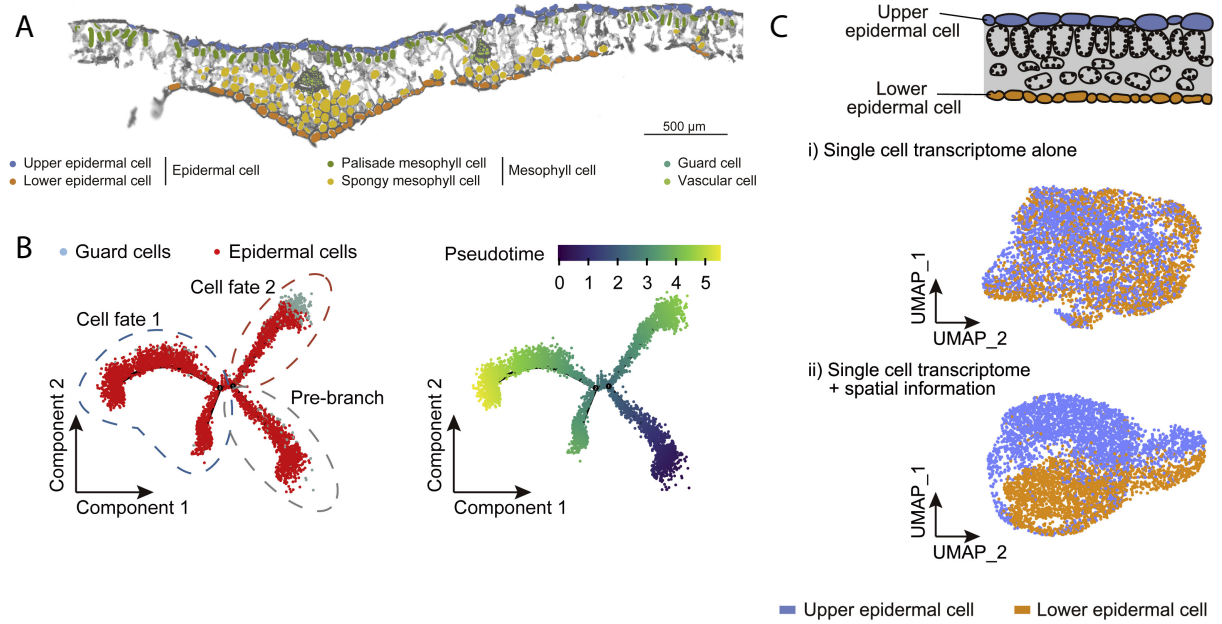 A
500 µm
Upper epidermal cell
Lower epidermal cell
Epidermal cell
Palisade mesophyll cell
Spongy mesophyll cell
Mesophyll cell
Guard cell
Vascular cell
B
Guard cells
Epidermal cells
Cell fate 2
Cell fate 1
Pre-branch
Component 2
Component 1
Pseudotime
0 1 2 3 4 5
Component 2
Component 1
C
Upper
epidermal cell
Lower
epidermal cell
i) Single cell transcriptome alone
UMAP_1
UMAP_2
ii) Single cell transcriptome
+ spatial information
UMAP_1
UMAP_2
Upper epidermal cell
Lower epidermal cell